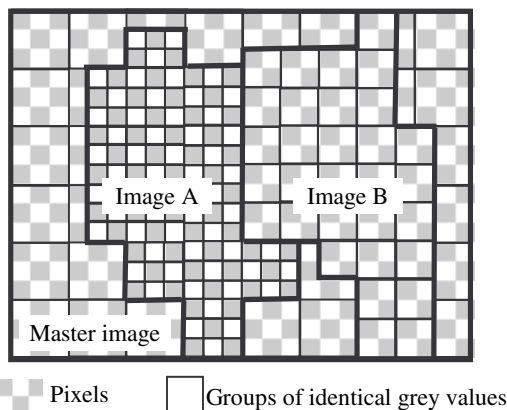 Image A
Image B
Master image
Pixels
Groups of identical grey values